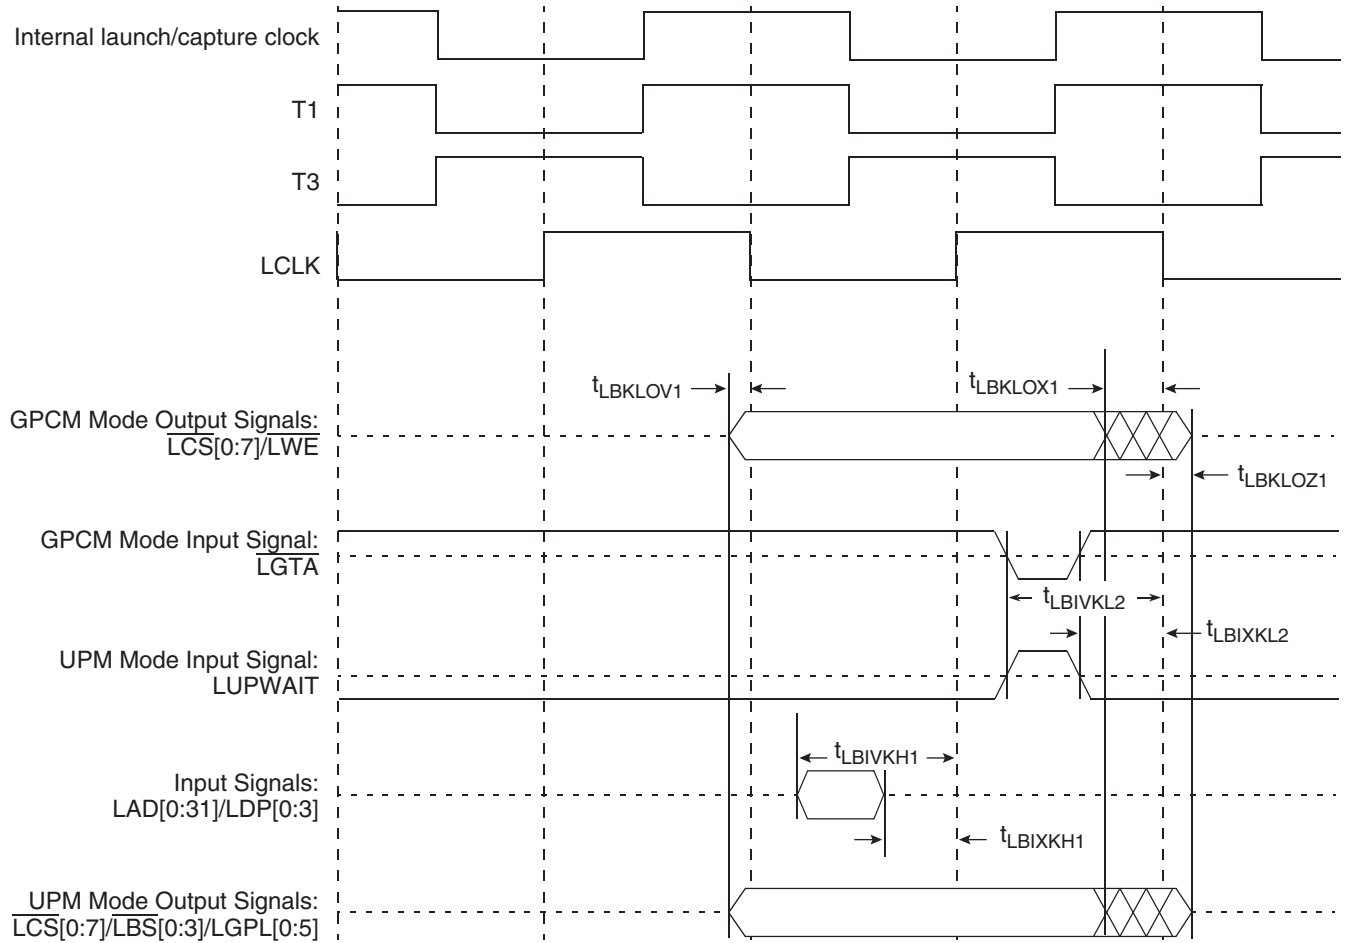 Internal launch/capture clock
T1
T3
LCLK
tLBKLOV1
tLBKLOX1
GPCM Mode Output Signals:
LCS[0:7]/LWE
tLBKLOZ1
GPCM Mode Input Signal:
LGTA
tLBIVKL2
tLBIXKL2
UPM Mode Input Signal:
LUPWAIT
tLBIVKH1
Input Signals:
LAD[0:31]/LDP[0:3]
tLBIXKH1
UPM Mode Output Signals:
LCS[0:7]/LBS[0:3]/LGPL[0:5]